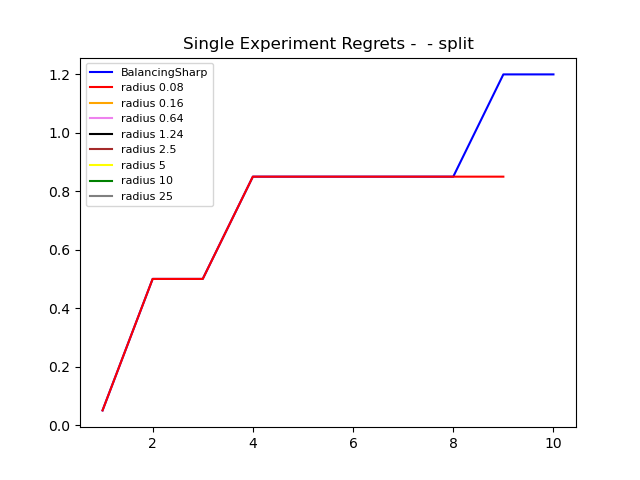 Single Experiment Regrets -  - split
BalancingSharp
radius 0.08
radius 0.16
radius 0.64
radius 1.24
radius 2.5
radius 5
radius 10
radius 25
1.2
1.0
0.8
0.6
0.4
0.2
0.0
2
4
6
8
10